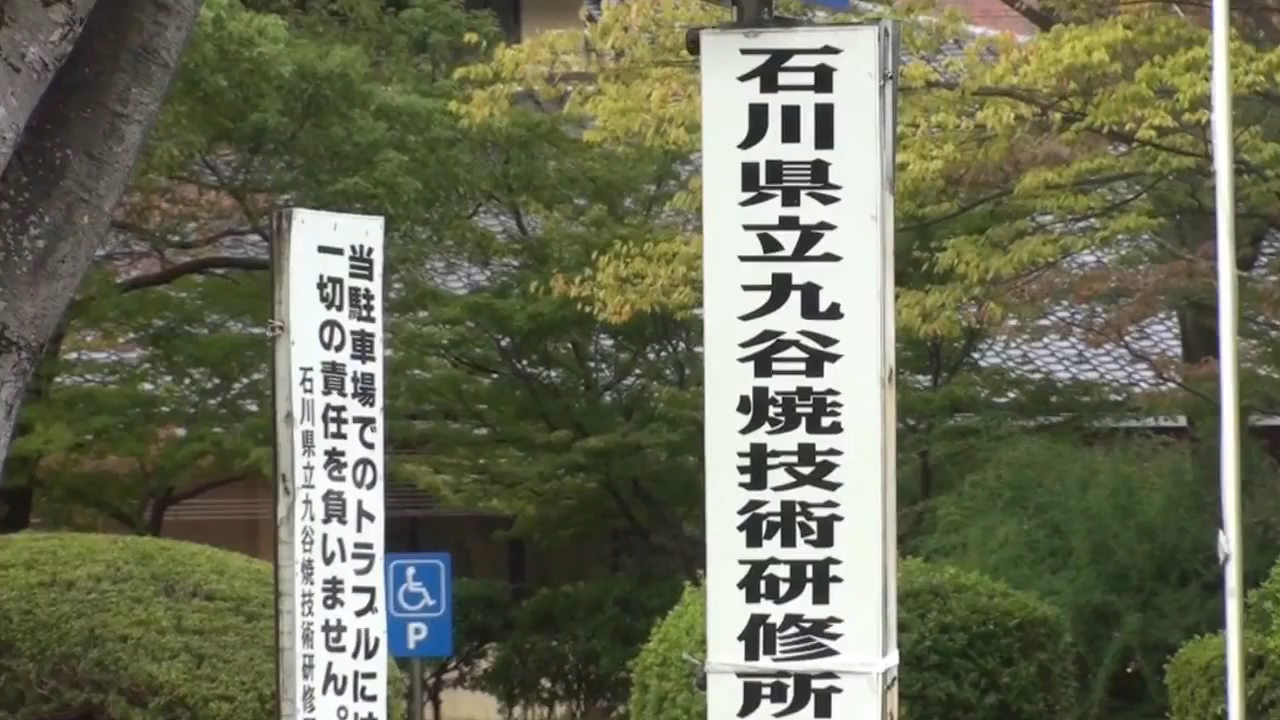 石川県立九谷焼技術研修所
当駐車場でのトラブルに
一切の責任を負いません。
石川県立九谷焼技術研修
P